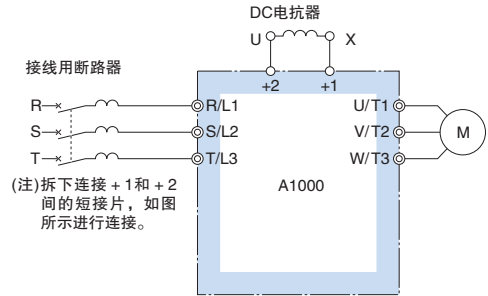 DC电抗器
U X
接线用断路器
+2 +1
R R/L1 U/T1
S S/L2 V/T2 M
T T/L3 W/T3
(注)拆下连接 + 1和 + 2
间的短接片，如图
所示进行连接。
A1000